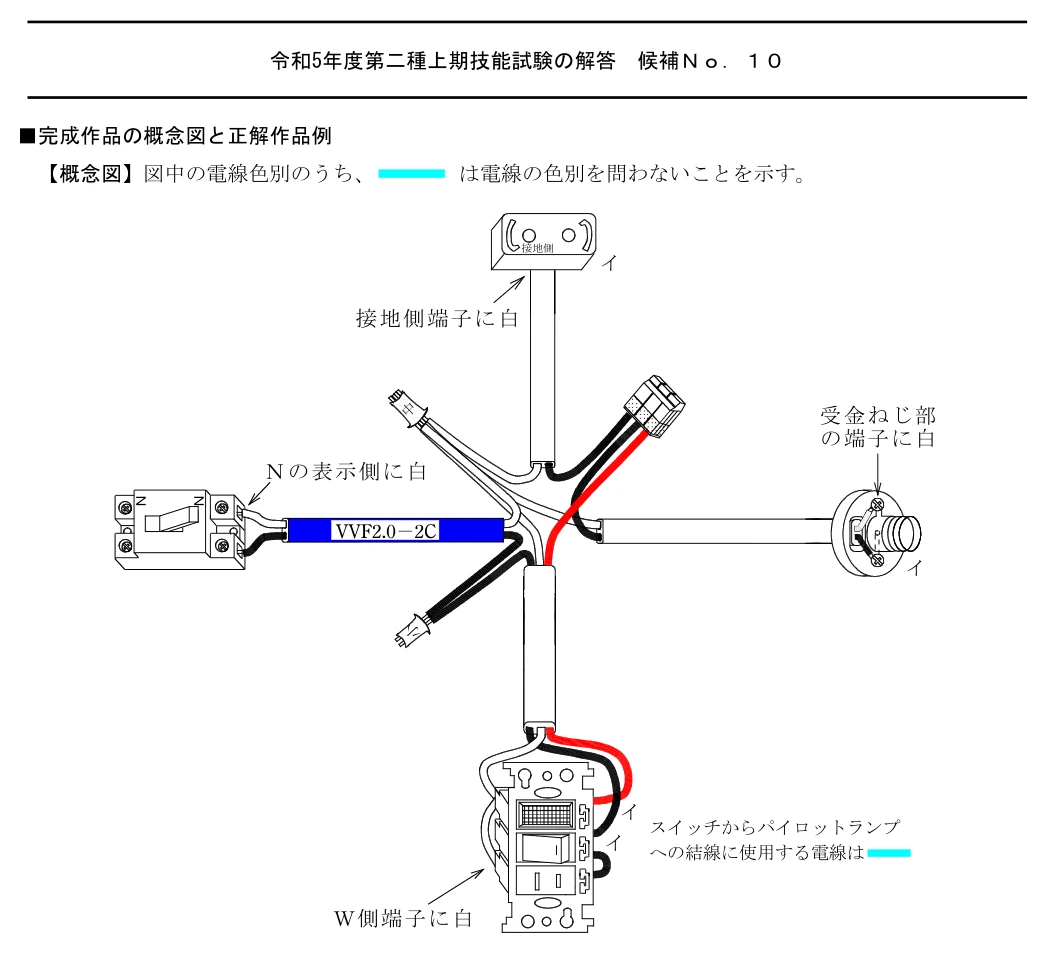 令和5年度第二種上期技能試験の解答　候補Ｎｏ．１０
■完成作品の概念図と正解作品例
【概念図】図中の電線色別のうち、　　は電線の色別を問わないことを示す。
接地側
イ
接地側端子に白
中
受金ねじ部
の端子に白
Nの表示側に白
N
N
VVF2.0－2C
P
イ
小
イ
イ
スイッチからパイロットランプ
への結線に使用する電線は
W側端子に白